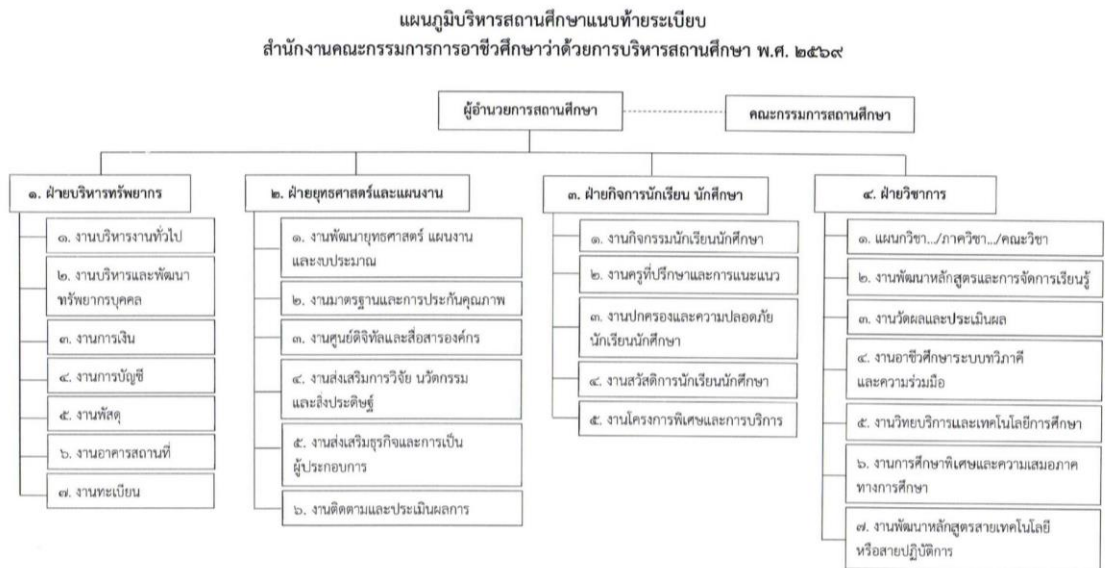 แผนภูมิบริหารสถานศึกษาแนบท้ายระเบียบ
สำนักงานคณะกรรมการการอาชีวศึกษาว่าด้วยการบริหารสถานศึกษา พ.ศ. ๒๕๖๙
ผู้อำนวยการสถานศึกษา
คณะกรรมการสถานศึกษา
๑. ฝ่ายบริหารทรัพยากร
๑. งานบริหารงานทั่วไป
๒. งานบริหารและพัฒนา
ทรัพยากรบุคคล
๓. งานการเงิน
๔. งานการบัญชี
๕. งานพัสดุ
๖. งานอาคารสถานที่
๗. งานทะเบียน
๒. ฝ่ายยุทธศาสตร์และแผนงาน
๑. งานพัฒนายุทธศาสตร์ แผนงาน
และงบประมาณ
๒. งานมาตรฐานและการประกันคุณภาพ
๓. งานศูนย์ดิจิทัลและสื่อสารองค์กร
๔. งานส่งเสริมการวิจัย นวัตกรรม
และสิ่งประดิษฐ์
๕. งานส่งเสริมธุรกิจและการเป็น
ผู้ประกอบการ
๖. งานติดตามและประเมินผลการ
๓. ฝ่ายกิจการนักเรียน นักศึกษา
๑. งานกิจกรรมนักเรียนนักศึกษา
๒. งานครูที่ปรึกษาและการแนะแนว
๓. งานปกครองและความปลอดภัย
นักเรียนนักศึกษา
๔. งานสวัสดิการนักเรียนนักศึกษา
๕. งานโครงการพิเศษและการบริการ
๔. ฝ่ายวิชาการ
๑. แผนกวิชา.../ภาควิชา.../คณะวิชา
๒. งานพัฒนาหลักสูตรและการจัดการเรียนรู้
๓. งานวัดผลและประเมินผล
๔. งานอาชีวศึกษาระบบทวิภาคี
และความร่วมมือ
๕. งานวิทยบริการและเทคโนโลยีการศึกษา
๖. งานการศึกษาพิเศษและความเสมอภาค
ทางการศึกษา
๗. งานพัฒนาหลักสูตรสายเทคโนโลยี
หรือสายปฏิบัติการ